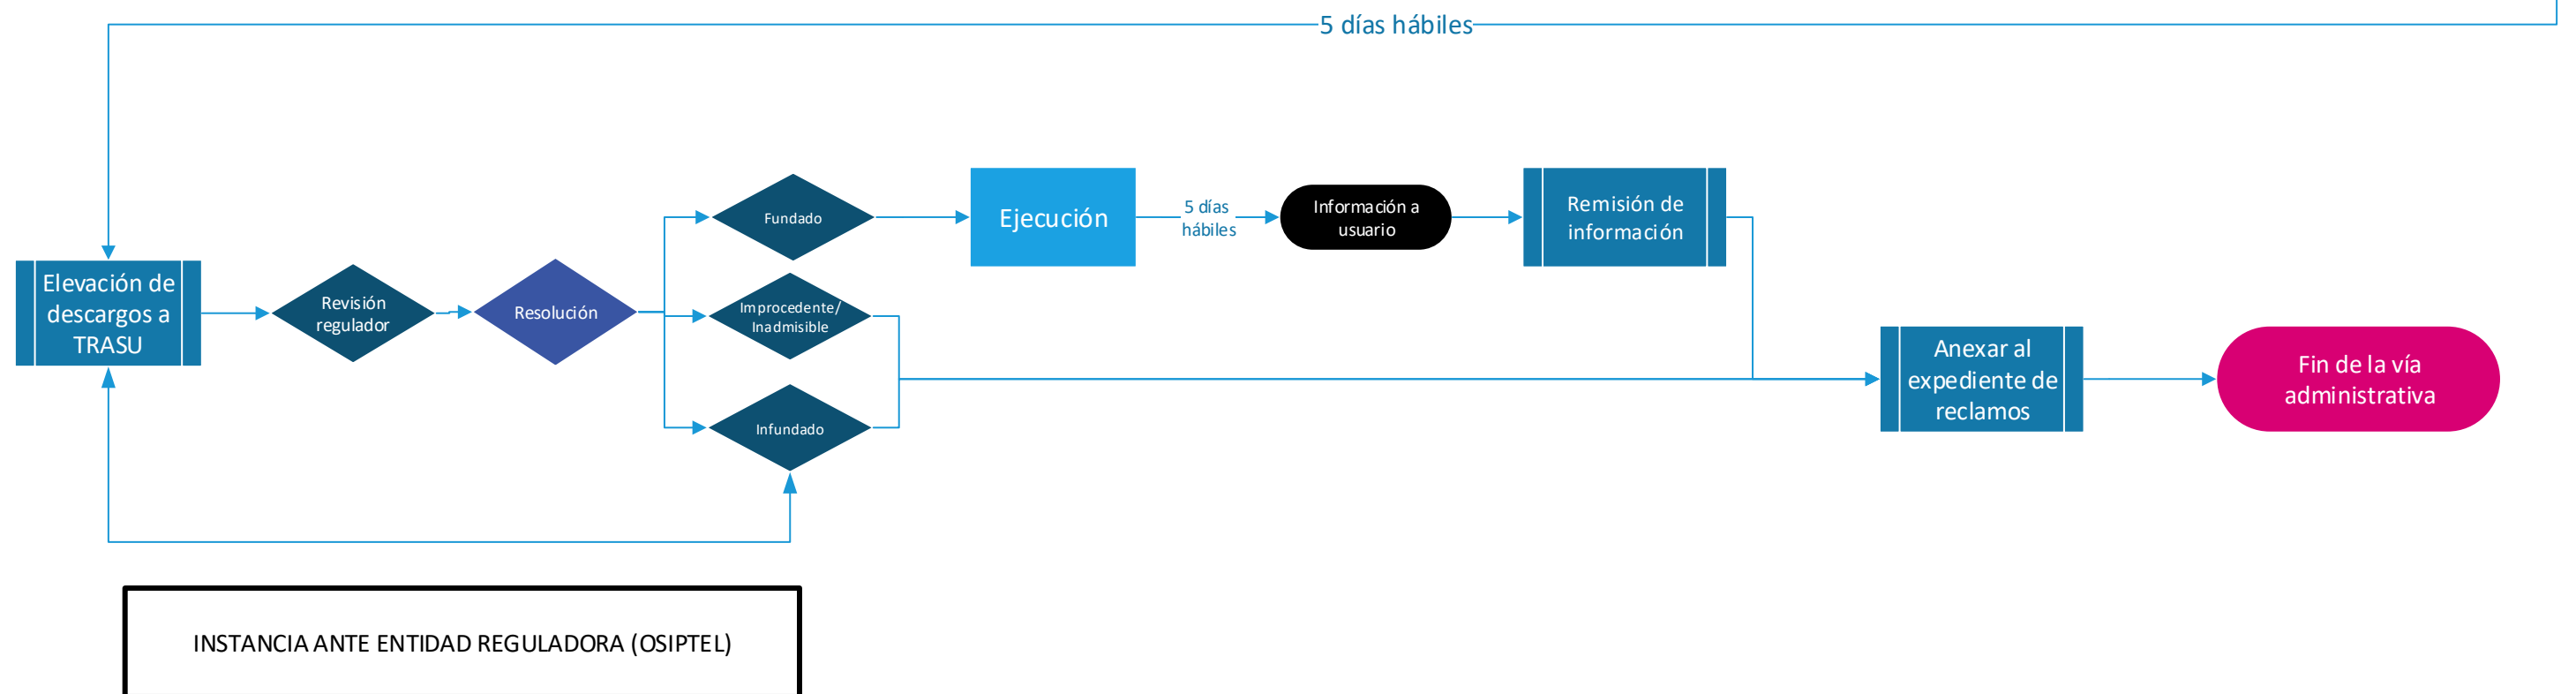 5 días hábiles
Elevación de
descargos a
TRASU
Revisión
regulador
Resolución
Fundado
Improcedente/
Inadmisible
Infundado
Ejecución
5 días
hábiles
Información a
usuario
Remisión de
información
Anexar al
expediente de
reclamos
Fin de la vía
administrativa
INSTANCIA ANTE ENTIDAD REGULADORA (OSIPTEL)